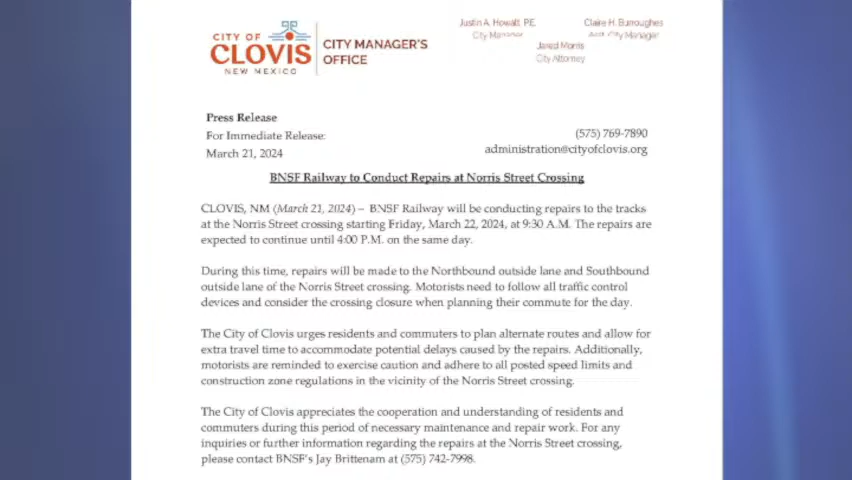 CITY OF
CLOVIS
NEW MEXICO
CITY MANAGER'S
OFFICE
Justin A. Howalt, P.E.
City Manager
Claire H. Burroughes
Asst. City Manager
Jared Morris
City Attorney
Press Release
For Immediate Release:
March 21, 2024
(575) 769-7890
administration@cityofclovis.org
BNSF Railway to Conduct Repairs at Norris Street Crossing
CLOVIS, NM (March 21, 2024) – BNSF Railway will be conducting repairs to the tracks
at the Norris Street crossing starting Friday, March 22, 2024, at 9:30 A.M. The repairs are
expected to continue until 4:00 P.M. on the same day.
During this time, repairs will be made to the Northbound outside lane and Southbound
outside lane of the Norris Street crossing. Motorists need to follow all traffic control
devices and consider the crossing closure when planning their commute for the day.
The City of Clovis urges residents and commuters to plan alternate routes and allow for
extra travel time to accommodate potential delays caused by the repairs. Additionally,
motorists are reminded to exercise caution and adhere to all posted speed limits and
construction zone regulations in the vicinity of the Norris Street crossing.
The City of Clovis appreciates the cooperation and understanding of residents and
commuters during this period of necessary maintenance and repair work. For any
inquiries or further information regarding the repairs at the Norris Street crossing,
please contact BNSF's Jay Brittenam at (575) 742-7998.